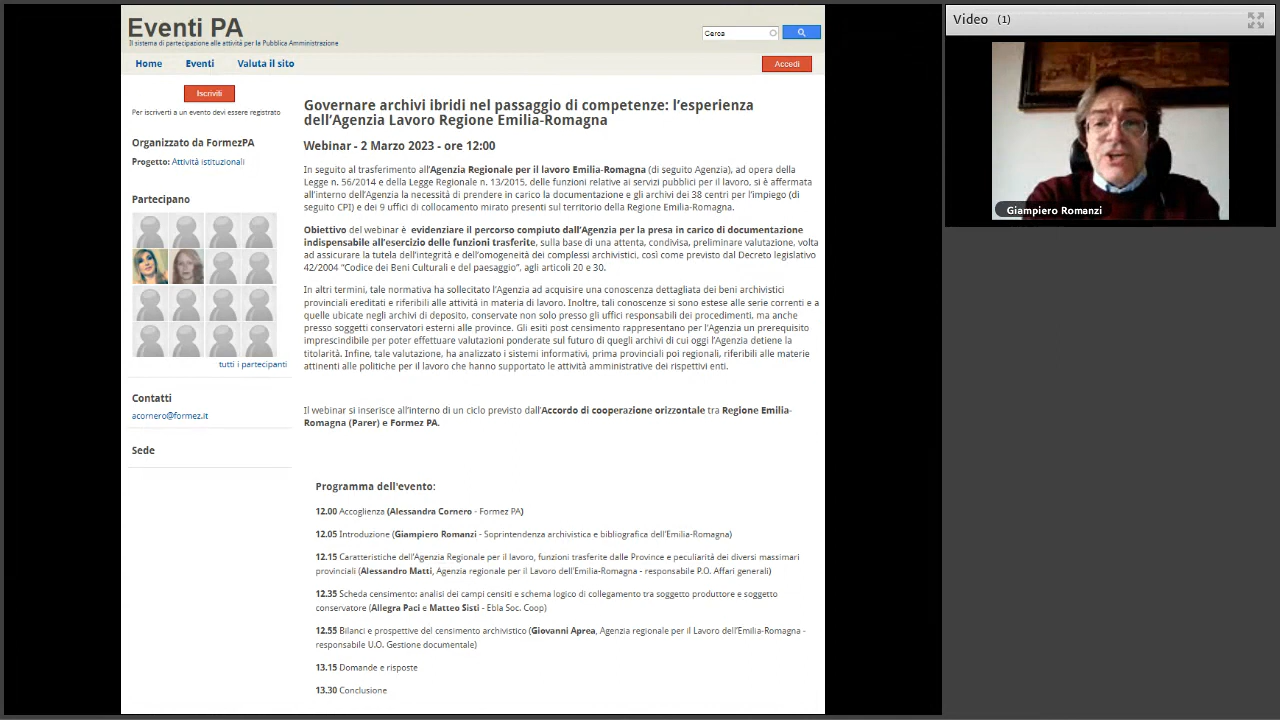 Eventi PA
Il sistema di partecipazione alle attività per la Pubblica Amministrazione
Cerca
Home Eventi Valuta il sito
Accedi
Iscriviti
Per iscriverti a un evento devi essere registrato
Organizzato da FormezPA
Progetto: Attività istituzionali
Partecipano
tutti i partecipanti
Contatti
acornero@formez.it
Sede
Governare archivi ibridi nel passaggio di competenze: l’esperienza
dell’Agenzia Lavoro Regione Emilia-Romagna
Webinar - 2 Marzo 2023 - ore 12:00
In seguito al trasferimento all’Agenzia Regionale per il lavoro Emilia-Romagna (di seguito Agenzia), ad opera della
Legge n. 56/2014 e della Legge Regionale n. 13/2015, delle funzioni relative ai servizi pubblici per il lavoro, si è affermata
all’interno dell’Agenzia la necessità di prendere in carico la documentazione e gli archivi dei 38 centri per l’impiego (di
seguito CPI) e dei 9 uffici di collocamento mirato presenti sul territorio della Regione Emilia-Romagna.
Obiettivo del webinar è evidenziare il percorso compiuto dall’Agenzia per la presa in carico di documentazione
indispensabile all’esercizio delle funzioni trasferite, sulla base di una attenta, condivisa, preliminare valutazione, volta
ad assicurare la tutela dell’integrità e dell’omogeneità dei complessi archivistici, così come previsto dal Decreto legislativo
42/2004 “Codice dei Beni Culturali e del paesaggio”, agli articoli 20 e 30.
In altri termini, tale normativa ha sollecitato l’Agenzia ad acquisire una conoscenza dettagliata dei beni archivistici
provinciali ereditati e riferibili alle attività in materia di lavoro. Inoltre, tali conoscenze si sono estese alle serie correnti e a
quelle ubicate negli archivi di deposito, conservate non solo presso gli uffici responsabili dei procedimenti, ma anche
presso soggetti conservatori esterni alle province. Gli esiti post censimento rappresentano per l’Agenzia un prerequisito
imprescindibile per poter effettuare valutazioni ponderate sul futuro di quegli archivi di cui oggi l’Agenzia detiene la
titolarità. Infine, tale valutazione, ha analizzato i sistemi informativi, prima provinciali poi regionali, riferibili alle materie
attinenti alle politiche per il lavoro che hanno supportato le attività amministrative dei rispettivi enti.
Il webinar si inserisce all’interno di un ciclo previsto dall’Accordo di cooperazione orizzontale tra Regione Emilia-
Romagna (Parer) e Formez PA.
Programma dell'evento:
12.00 Accoglienza (Alessandra Cornero - Formez PA)
12.05 Introduzione (Giampiero Romanzi - Soprintendenza archivistica e bibliografica dell’Emilia-Romagna)
12.15 Caratteristiche dell’Agenzia Regionale per il lavoro, funzioni trasferite dalle Province e peculiarità dei diversi massimari
provinciali (Alessandro Matti, Agenzia regionale per il Lavoro dell’Emilia-Romagna - responsabile P.O. Affari generali)
12.35 Scheda censimento: analisi dei campi censiti e schema logico di collegamento tra soggetto produttore e soggetto
conservatore (Allegra Paci e Matteo Sisti - Ebla Soc. Coop)
12.55 Bilanci e prospettive del censimento archivistico (Giovanni Aprea, Agenzia regionale per il Lavoro dell’Emilia-Romagna -
responsabile U.O. Gestione documentale)
13.15 Domande e risposte
13.30 Conclusione
Video (1)
Giampiero Romanzi